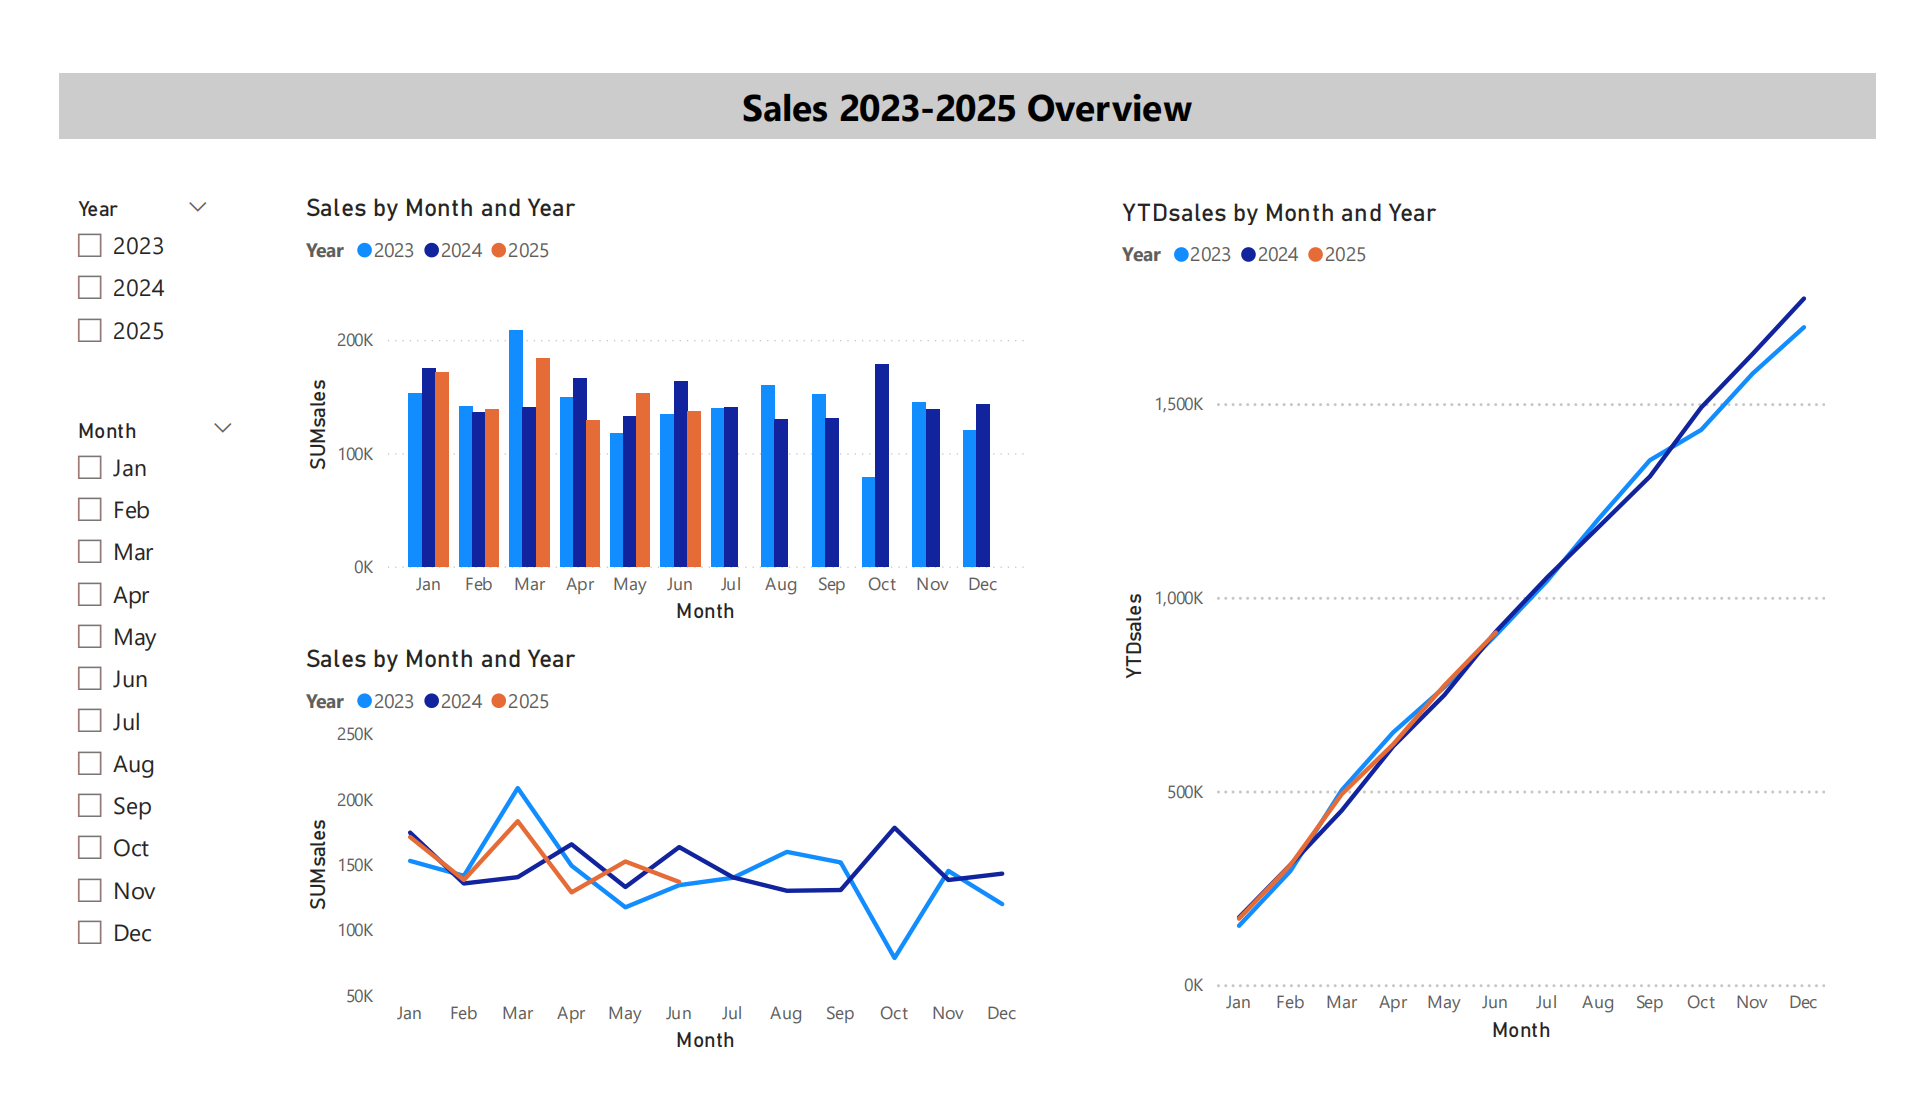 Sales 2023-2025 Overview
Year
2023
2024
2025
Month
Jan
Feb
Mar
Apr
May
Jun
Jul
Aug
Sep
Oct
Nov
Dec
Sales by Month and Year
Year 2023 2024 2025
SUMsales
200K
100K
0K
Jan Feb Mar Apr May Jun Jul Aug Sep Oct Nov Dec
Month
Sales by Month and Year
Year 2023 2024 2025
SUMsales
250K
200K
150K
100K
50K
Jan Feb Mar Apr May Jun Jul Aug Sep Oct Nov Dec
Month
YTDsales by Month and Year
Year 2023 2024 2025
YTDsales
1,500K
1,000K
500K
0K
Jan Feb Mar Apr May Jun Jul Aug Sep Oct Nov Dec
Month